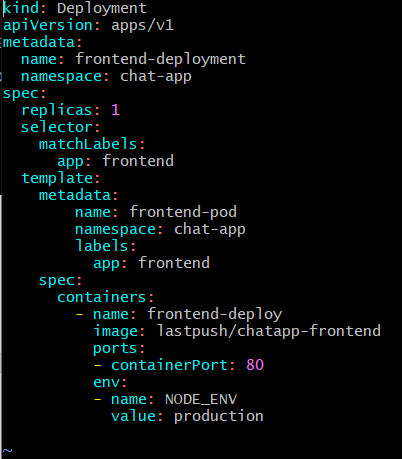 kind: Deployment
apiVersion: apps/v1
metadata:
  name: frontend-deployment
  namespace: chat-app
spec:
  replicas: 1
  selector:
    matchLabels:
      app: frontend
  template:
    metadata:
        name: frontend-pod
        namespace: chat-app
        labels:
          app: frontend
    spec:
      containers:
        - name: frontend-deploy
          image: lastpush/chatapp-frontend
          ports:
          - containerPort: 80
          env:
          - name: NODE_ENV
            value: production
~